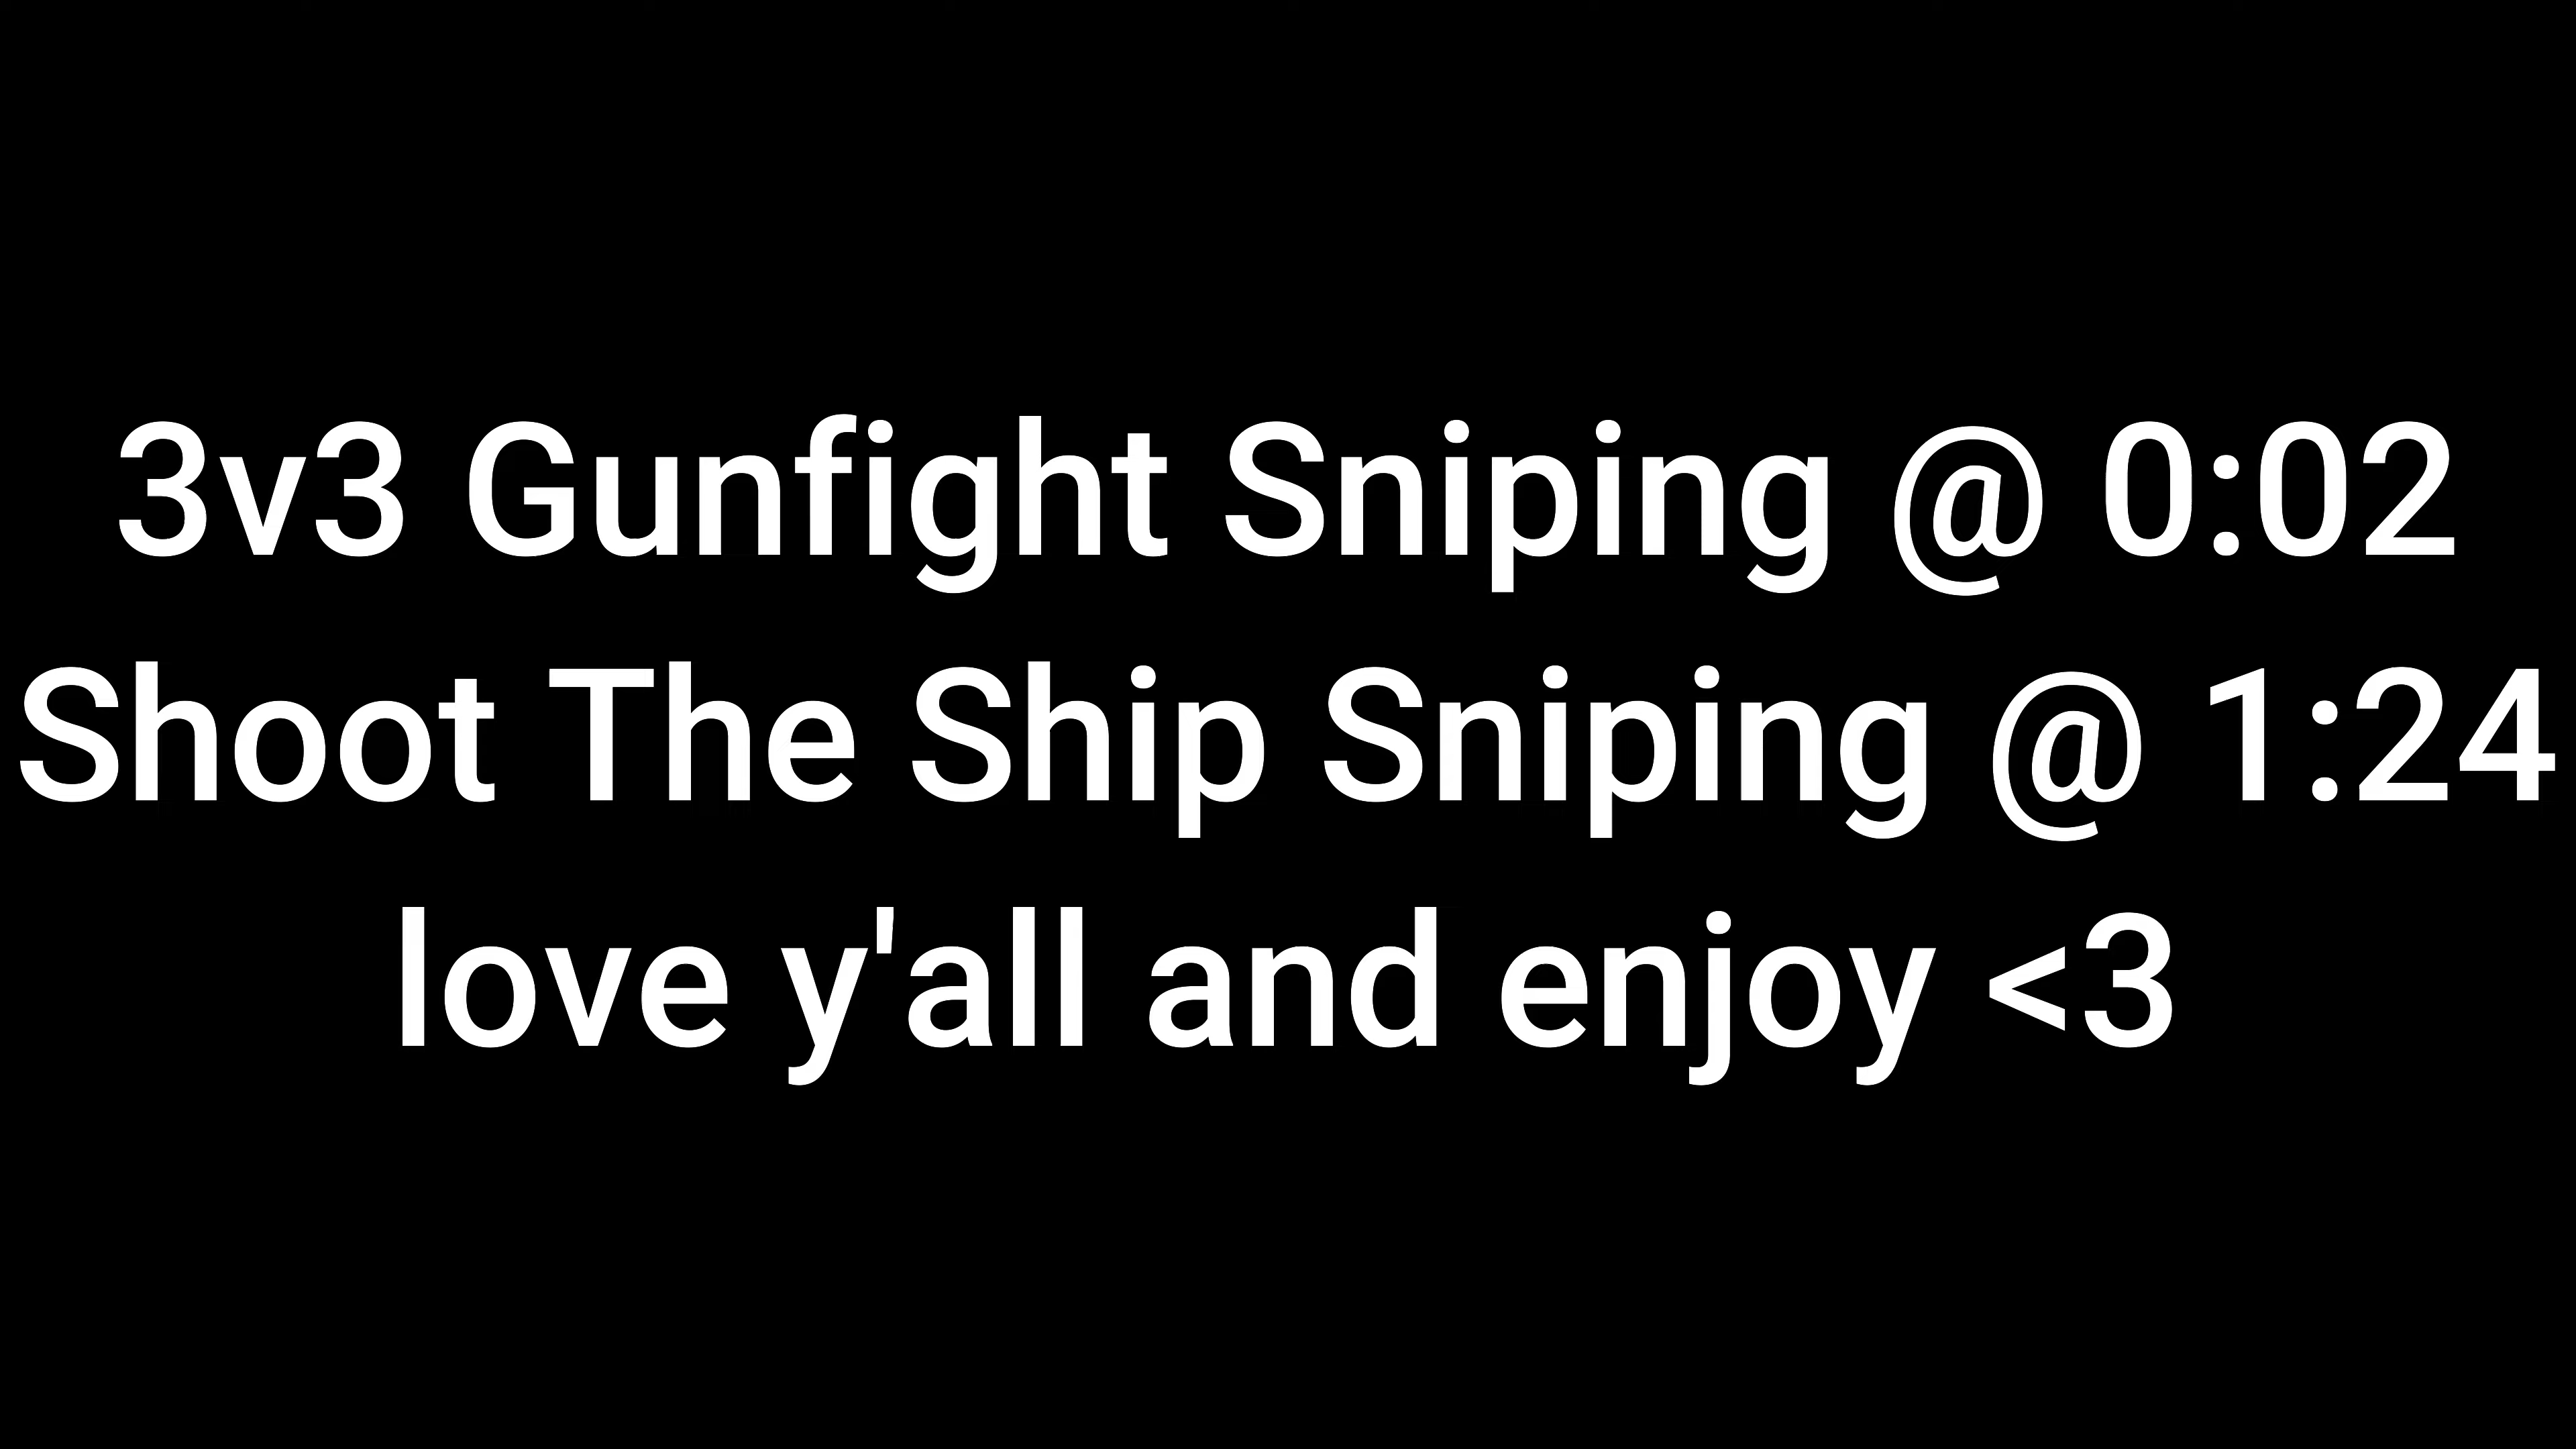 3v3 Gunfight Sniping @ 0:02
Shoot The Ship Sniping @ 1:24
love y'all and enjoy <3